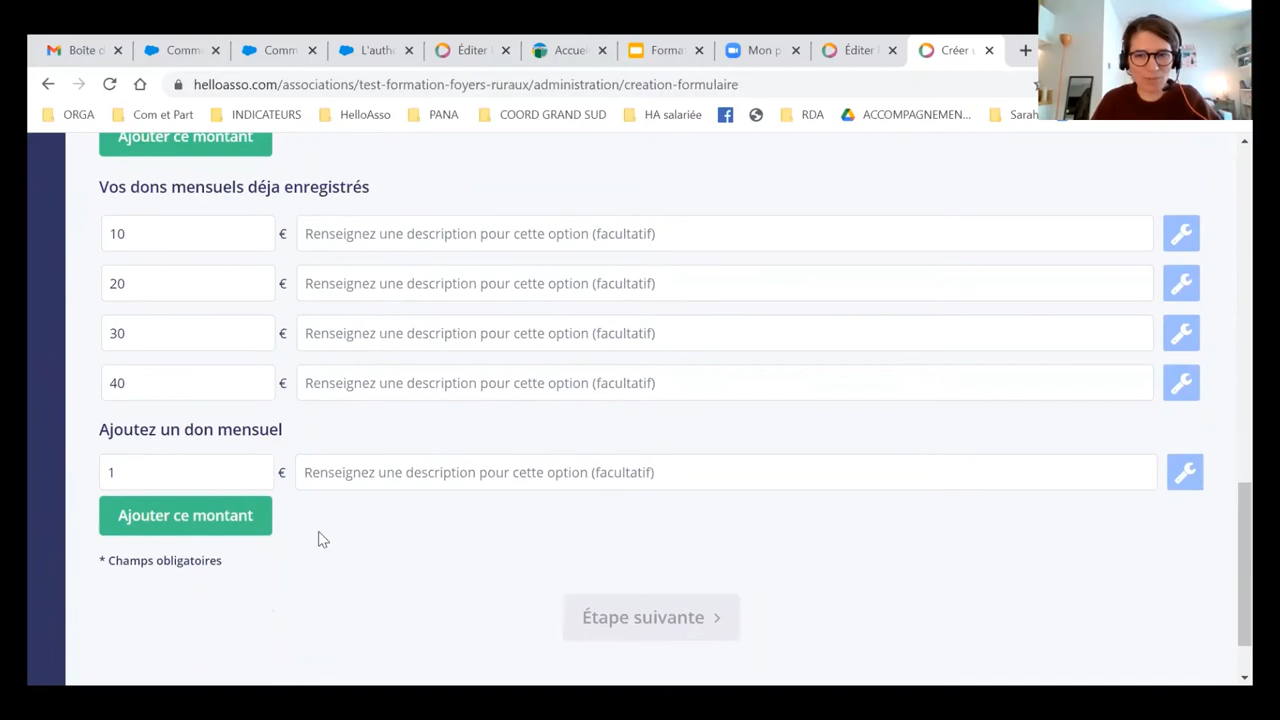 Boîte d
Comme
Comm
L'authe
Éditer l
Accuei
Format
Mon p
Éditer l
Créer u
helloasso.com/associations/test-formation-foyers-ruraux/administration/creation-formulaire
ORGA
Com et Part
INDICATEURS
HelloAsso
PANA
COORD GRAND SUD
HA salariée
RDA
ACCOMPAGNEMEN...
Sarah
Ajouter ce montant
Vos dons mensuels déja enregistrés
10 € Renseignez une description pour cette option (facultatif)
20 € Renseignez une description pour cette option (facultatif)
30 € Renseignez une description pour cette option (facultatif)
40 € Renseignez une description pour cette option (facultatif)
Ajoutez un don mensuel
1 € Renseignez une description pour cette option (facultatif)
Ajouter ce montant
* Champs obligatoires
Étape suivante >